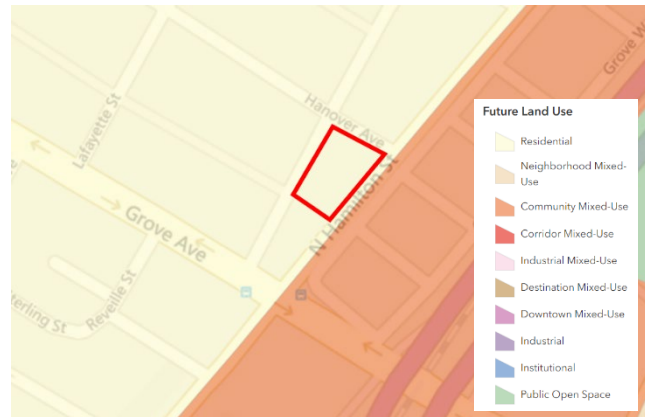 Grove W
Hanover Ave
Lafayette St
N Hamilton St
Grove Ave
Reveille St
terling St
Future Land Use
Residential
Neighborhood Mixed-
Use
Community Mixed-Use
Corridor Mixed-Use
Industrial Mixed-Use
Destination Mixed-Use
Downtown Mixed-Use
Industrial
Institutional
Public Open Space